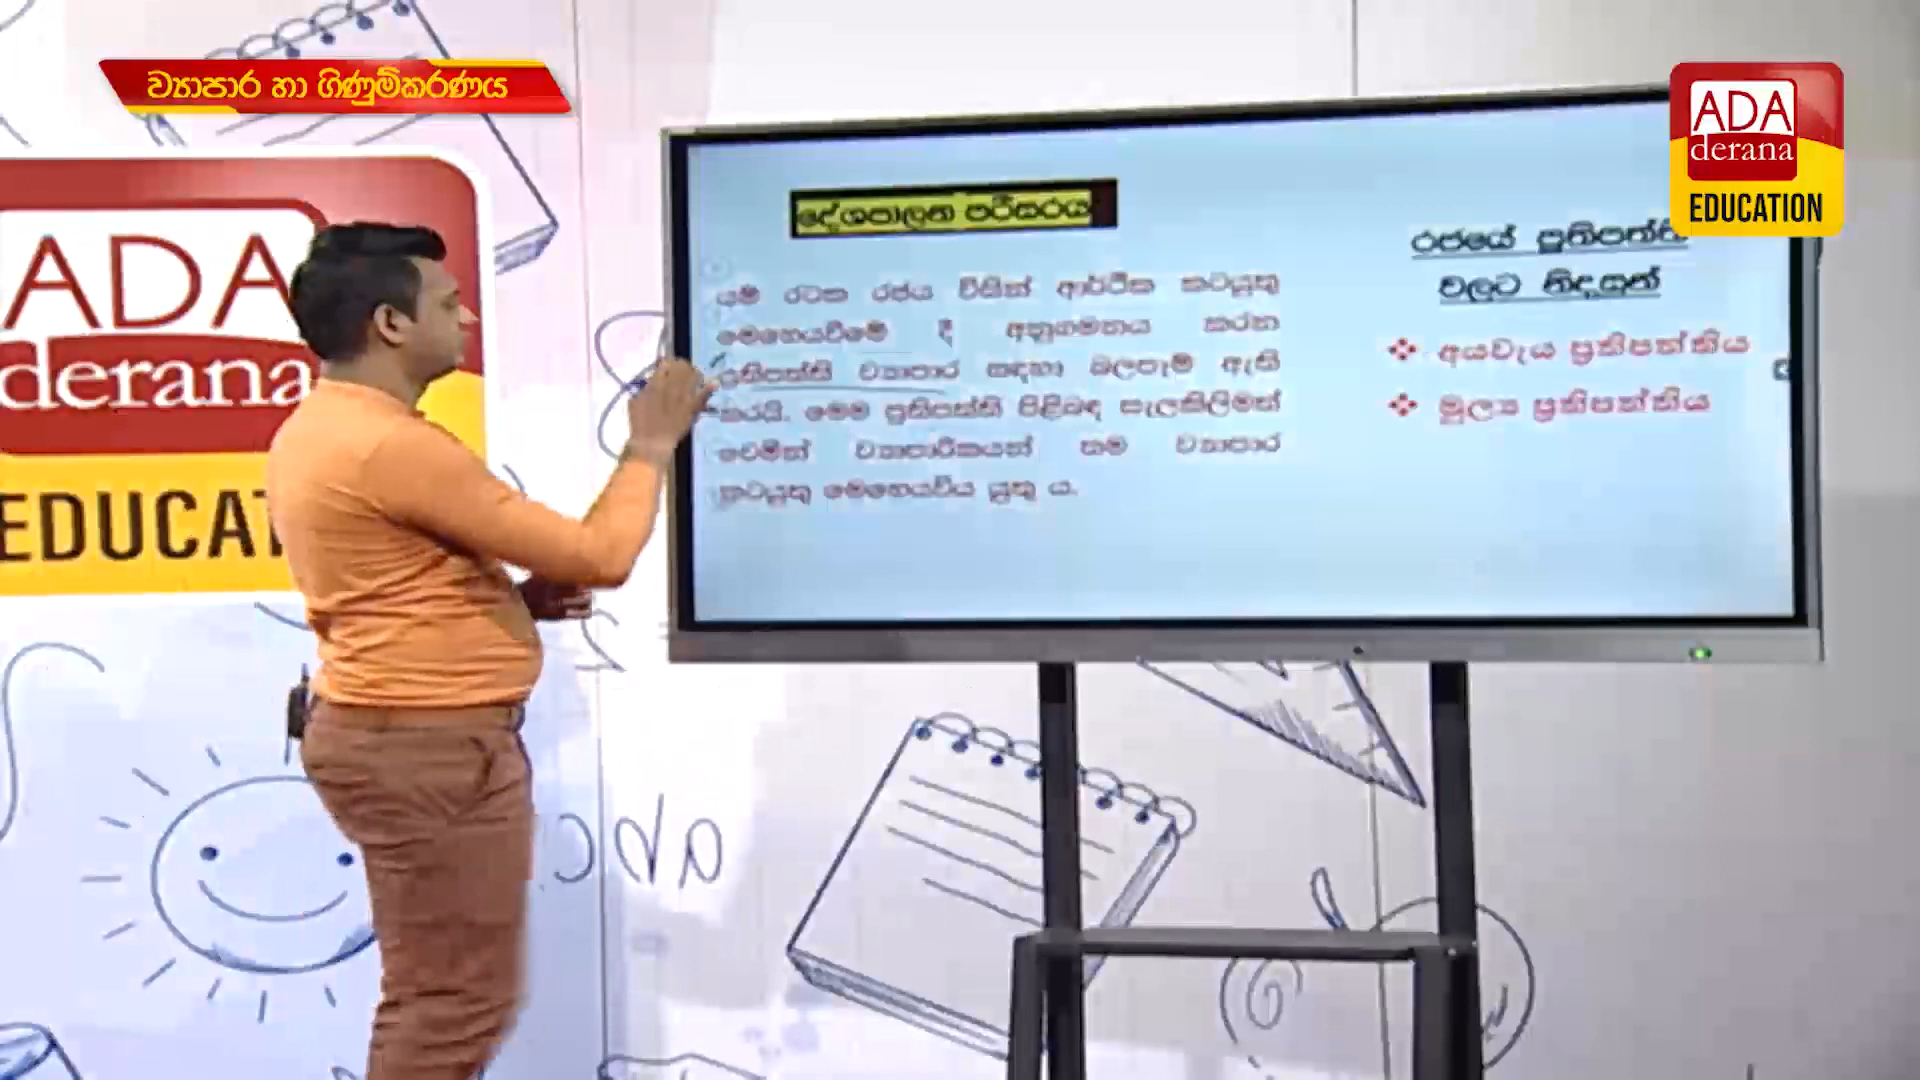 ව්‍යාපාර හා ගිණුම්කරණය
ADA
derana
EDUCATION
ADA
derana
EDUCAT
දේශපාලන පරිසරය
යම් රටක රජය විසින් ආර්ථික කටයුතු
මෙහෙයවීමේ දී අනුගමනය කරන
ප්‍රතිපත්ති ව්‍යාපාර සඳහා බලපෑම් ඇති
කරයි. මෙම ප්‍රතිපත්ති පිළිබඳ සැලකිලිමත්
වෙමින් ව්‍යාපාරිකයන් තම ව්‍යාපාර
කටයුතු මෙහෙයවිය යුතු ය.
රජයේ ප්‍රතිපත්ති
වලට නිදසුන්
❖ අයවැය ප්‍රතිපත්තිය
❖ මූල්‍ය ප්‍රතිපත්තිය